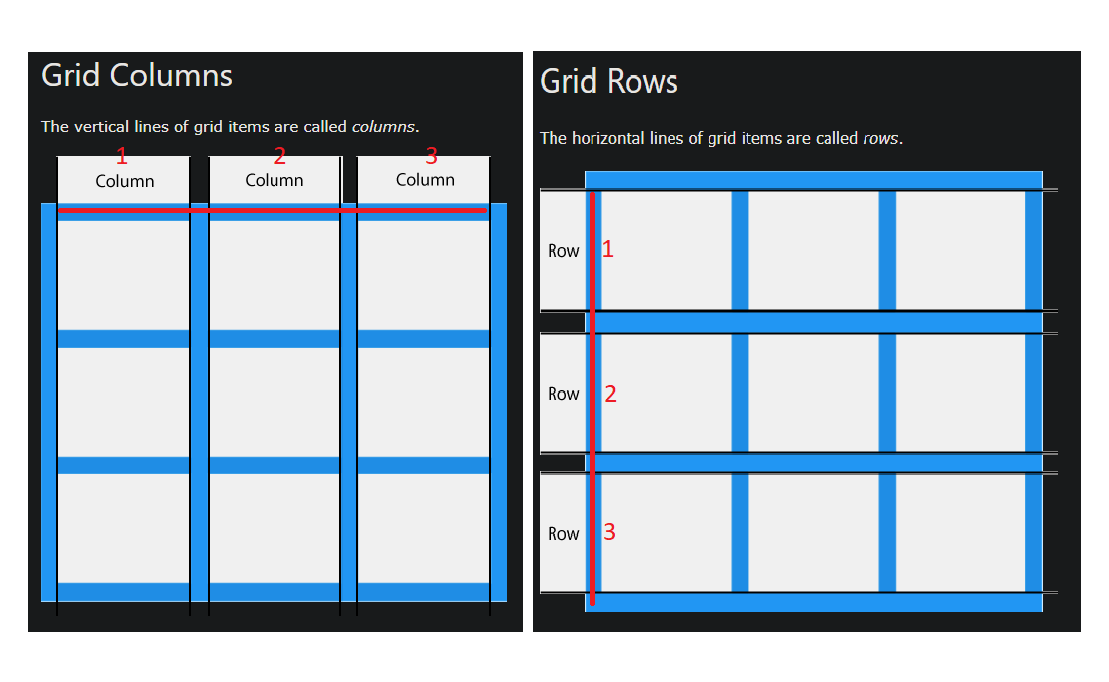 Grid Columns
The vertical lines of grid items are called columns.
1 2 3
Column Column Column
Grid Rows
The horizontal lines of grid items are called rows.
Row 1
Row 2
Row 3